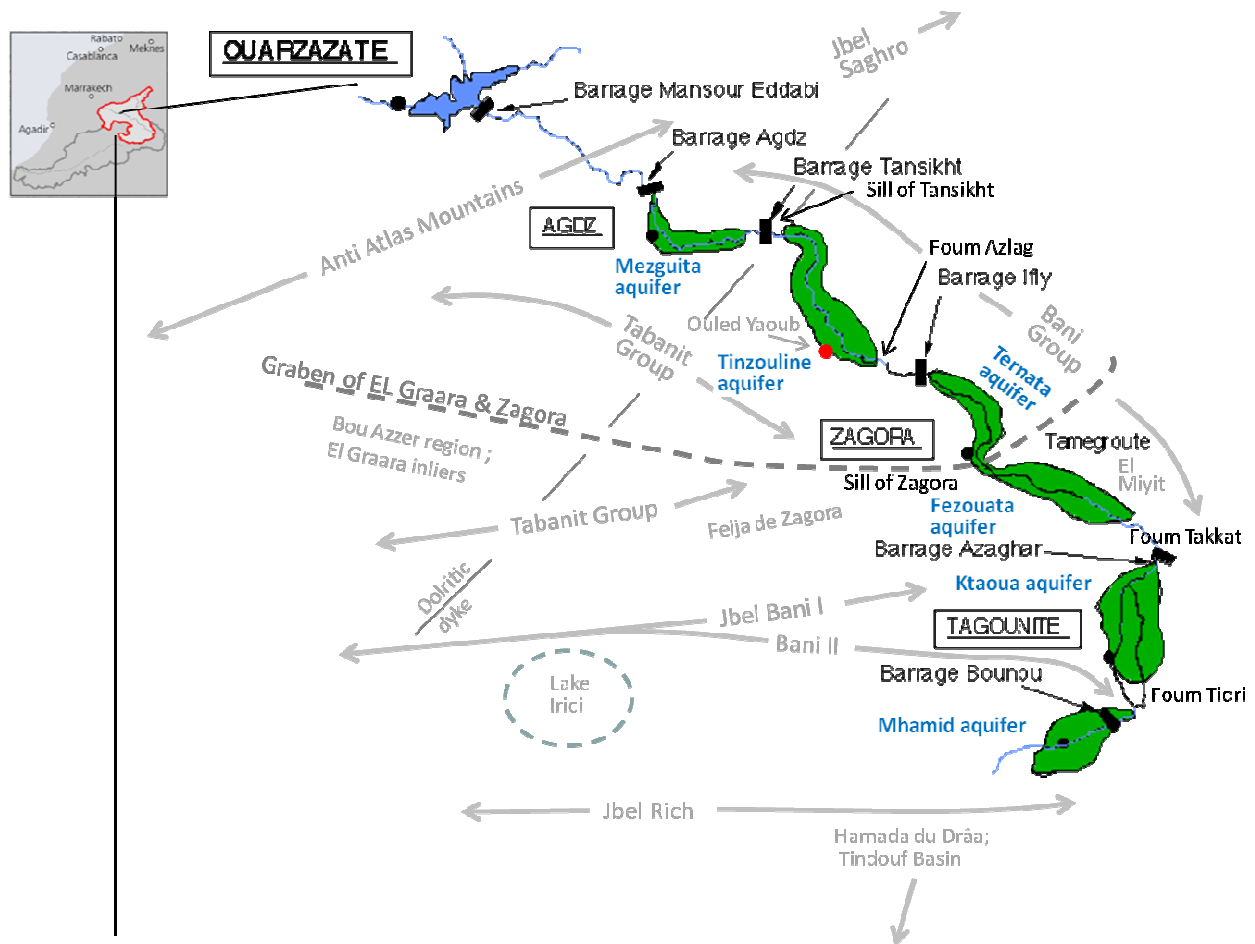 Rabato
Meknes
Casablanca
Marrakech
Agadir
OUARZAZATE
Jbel
Saghro
Barrage Mansour Eddabi
Barrage Agdz
Barrage Tansikht
Sill of Tansikht
Anti Atlas Mountains
AGDZ
Mezguita
aquifer
Foum Azlag
Barrage Ifly
Ouled Yaoub
Tinzouline
aquifer
Tabanit
Group
Bani
Group
Ternata
aquifer
Graben of EL Graara & Zagora
Bou Azzer region ;
El Graara inliers
ZAGORA
Tamegroute
El
Miyit
Sill of Zagora
Tabanit Group
Feija de Zagora
Fezouata
aquifer
Foum Takkat
Barrage Azaghar
Ktaoua aquifer
Dolritic
dyke
Jbel Bani I
Bani II
TAGOUNITE
Lake
Irici
Barrage Bounou
Foum Tidri
Mhamid aquifer
Jbel Rich
Hamada du Drâa;
Tindouf Basin